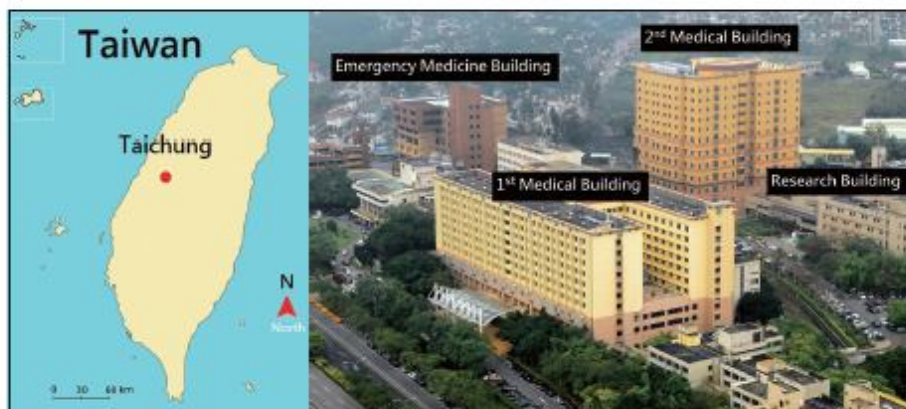 Taiwan
Taichung
N
North
0 30 60 km
Emergency Medicine Building
2nd Medical Building
1st Medical Building
Research Building